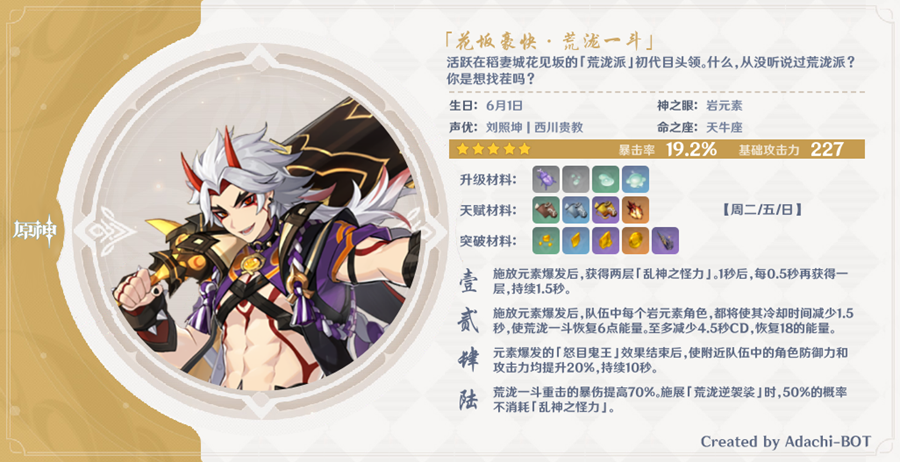 原神
「花坂豪快·荒泷一斗」
活跃在稻妻城花见坂的「荒泷派」初代目头领。什么,从没听说过荒泷派?
你是想找茬吗?
生日: 6月1日 神之眼: 岩元素
声优: 刘照坤 | 西川贵教 命之座: 天牛座
暴击率 19.2% 基础攻击力 227
升级材料:
天赋材料: 【周二/五/日】
突破材料:
壹 施放元素爆发后,获得两层「乱神之怪力」。1秒后,每0.5秒再获得一
层,持续1.5秒。
贰 施放元素爆发后,队伍中每个岩元素角色,都将使其冷却时间减少1.5
秒,使荒泷一斗恢复6点能量。至多减少4.5秒CD,恢复18的能量。
肆 元素爆发的「怒目鬼王」效果结束后,使附近队伍中的角色防御力和
攻击力均提升20%,持续10秒。
陆 荒泷一斗重击的暴伤提高70%。施展「荒泷逆袈裟」时,50%的概率
不消耗「乱神之怪力」。
Created by Adachi-BOT